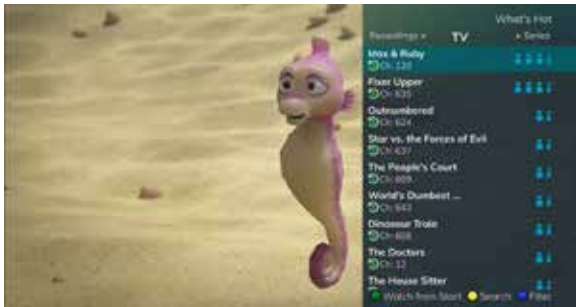 What's Hot
Recordings TV Series
Max & Ruby
Ch: 120
Fixer Upper
Ch: 635
Outnumbered
Ch: 624
Star vs. the Forces of Evil
Ch: 637
The People's Court
Ch: 609
World's Dumbest ...
Ch: 643
Dinosaur Train
Ch: 608
The Doctors
Ch: 12
The House Sitter
Watch from Start Search Filter